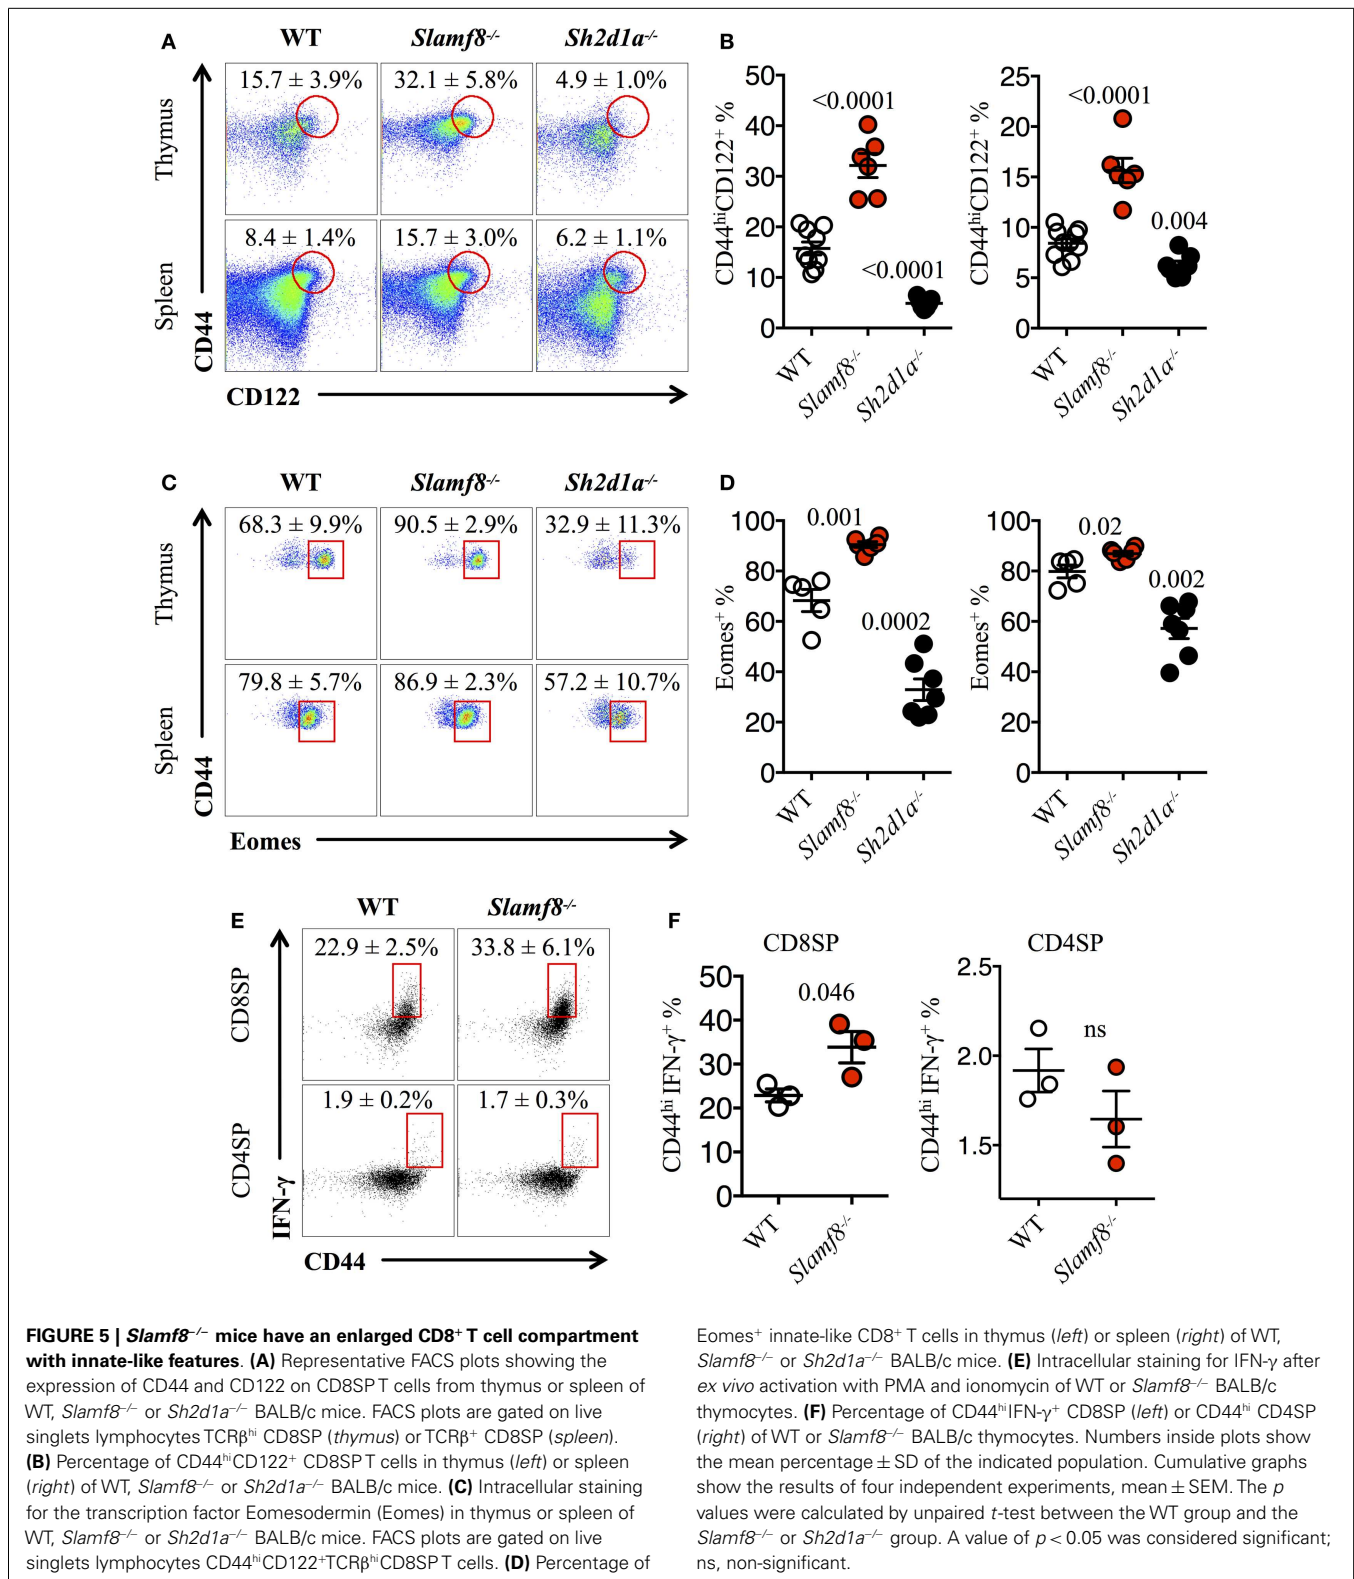 A
WT
Slamf8-/-
Sh2d1a-/-
Thymus
15.7 ± 3.9%
32.1 ± 5.8%
4.9 ± 1.0%
Spleen
8.4 ± 1.4%
15.7 ± 3.0%
6.2 ± 1.1%
CD44
CD122
B
CD44hiCD122+ %
50
40
30
20
10
0
<0.0001
<0.0001
WT
Slamf8-/-
Sh2d1a-/-
CD44hiCD122+ %
25
20
15
10
5
0
<0.0001
0.004
WT
Slamf8-/-
Sh2d1a-/-
C
WT
Slamf8-/-
Sh2d1a-/-
Thymus
68.3 ± 9.9%
90.5 ± 2.9%
32.9 ± 11.3%
Spleen
79.8 ± 5.7%
86.9 ± 2.3%
57.2 ± 10.7%
CD44
Eomes
D
Eomes+ %
100
80
60
40
20
0
0.001
0.0002
WT
Slamf8-/-
Sh2d1a-/-
Eomes+ %
100
80
60
40
20
0
0.02
0.002
WT
Slamf8-/-
Sh2d1a-/-
E
WT
Slamf8-/-
CD8SP
22.9 ± 2.5%
33.8 ± 6.1%
CD4SP
1.9 ± 0.2%
1.7 ± 0.3%
IFN-γ
CD44
F
CD8SP
CD44hi IFN-γ+ %
50
40
30
20
10
0
0.046
WT
Slamf8-/-
CD4SP
CD44hi IFN-γ+ %
2.5
2.0
1.5
ns
WT
Slamf8-/-
FIGURE 5 | Slamf8−/− mice have an enlarged CD8+ T cell compartment
with innate-like features. (A) Representative FACS plots showing the
expression of CD44 and CD122 on CD8SP T cells from thymus or spleen of
WT, Slamf8−/− or Sh2d1a−/− BALB/c mice. FACS plots are gated on live
singlets lymphocytes TCRβhi CD8SP (thymus) or TCRβ+ CD8SP (spleen).
(B) Percentage of CD44hiCD122+ CD8SP T cells in thymus (left) or spleen
(right) of WT, Slamf8−/− or Sh2d1a−/− BALB/c mice. (C) Intracellular staining
for the transcription factor Eomesodermin (Eomes) in thymus or spleen of
WT, Slamf8−/− or Sh2d1a−/− BALB/c mice. FACS plots are gated on live
singlets lymphocytes CD44hiCD122+TCRβhiCD8SP T cells. (D) Percentage of
Eomes+ innate-like CD8+ T cells in thymus (left) or spleen (right) of WT,
Slamf8−/− or Sh2d1a−/− BALB/c mice. (E) Intracellular staining for IFN-γ after
ex vivo activation with PMA and ionomycin of WT or Slamf8−/− BALB/c
thymocytes. (F) Percentage of CD44hiIFN-γ+ CD8SP (left) or CD44hi CD4SP
(right) of WT or Slamf8−/− BALB/c thymocytes. Numbers inside plots show
the mean percentage ± SD of the indicated population. Cumulative graphs
show the results of four independent experiments, mean ± SEM. The p
values were calculated by unpaired t-test between the WT group and the
Slamf8−/− or Sh2d1a−/− group. A value of p < 0.05 was considered significant;
ns, non-significant.